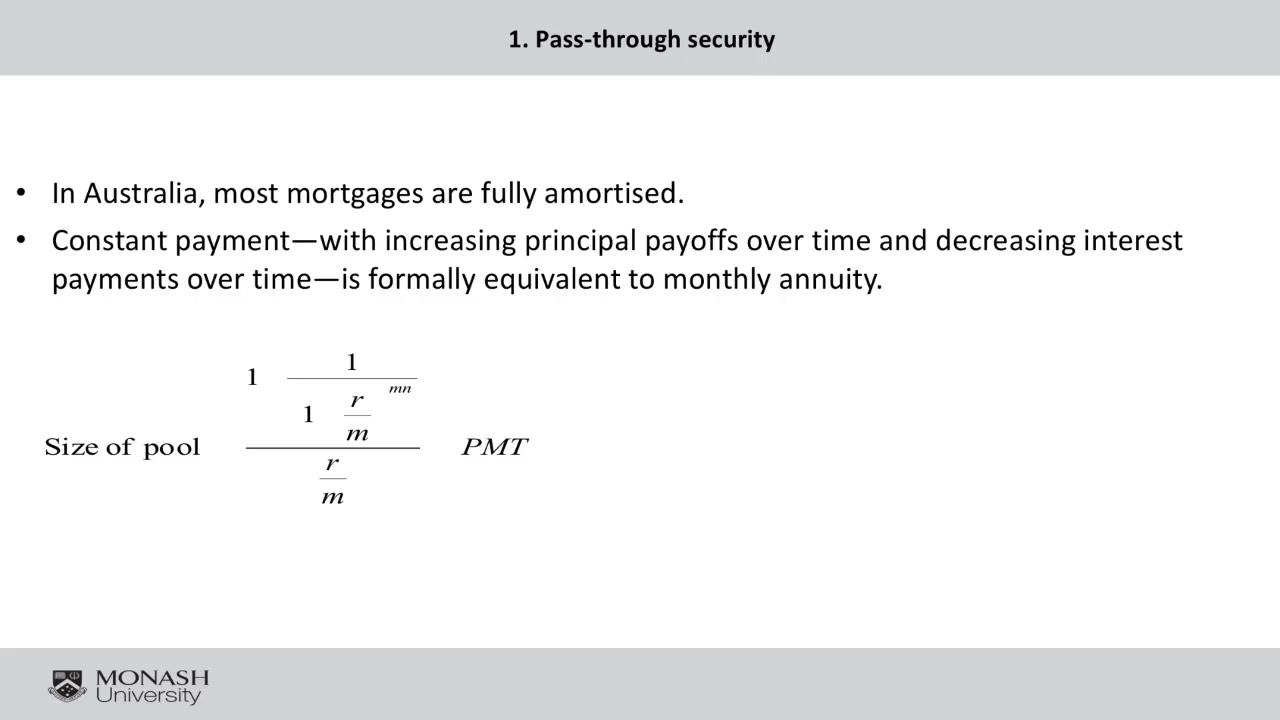 1. Pass-through security
• In Australia, most mortgages are fully amortised.
• Constant payment—with increasing principal payoffs over time and decreasing interest
payments over time—is formally equivalent to monthly annuity.
1
1
mn
r
1
m
Size of pool PMT
r
m
MONASH
University